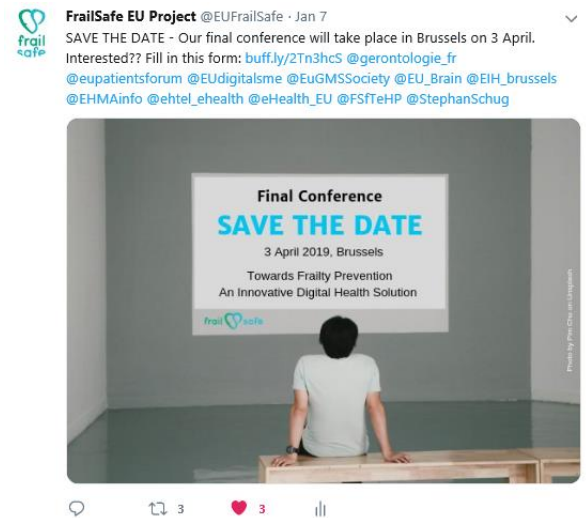 FrailSafe EU Project @EUFrailSafe · Jan 7
SAVE THE DATE - Our final conference will take place in Brussels on 3 April.
Interested?? Fill in this form: buff.ly/2Tn3hcS @gerontologie_fr
@eupatientsforum @EUdigitalsme @EuGMSSociety @EU_Brain @EIH_brussels
@EHMAinfo @ehtel_ehealth @eHealth_EU @FSfTeHP @StephanSchug
frail
safe
Final Conference
SAVE THE DATE
3 April 2019, Brussels
Towards Frailty Prevention
An Innovative Digital Health Solution
frail safe
Photo by Pim Chu on Unsplash
3
3